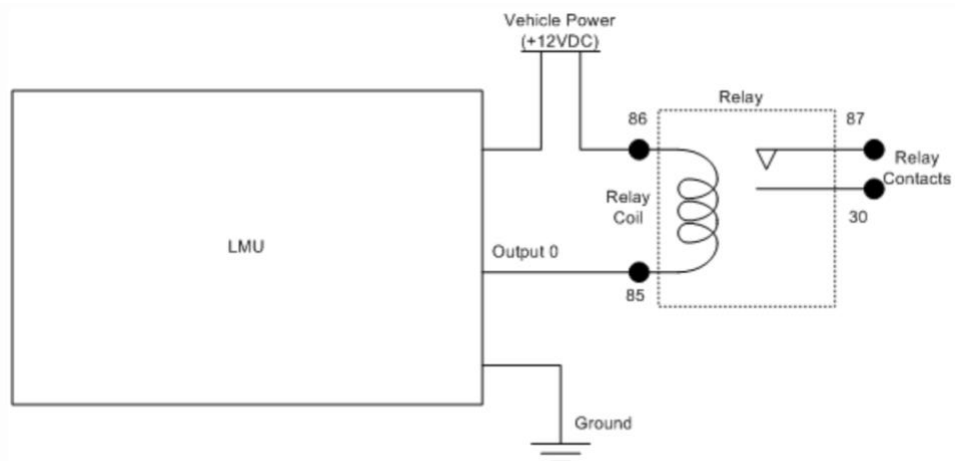 Vehicle Power
(+12VDC)
Relay
86
87
Relay
Contacts
Relay
Coil
30
LMU
Output 0
85
Ground